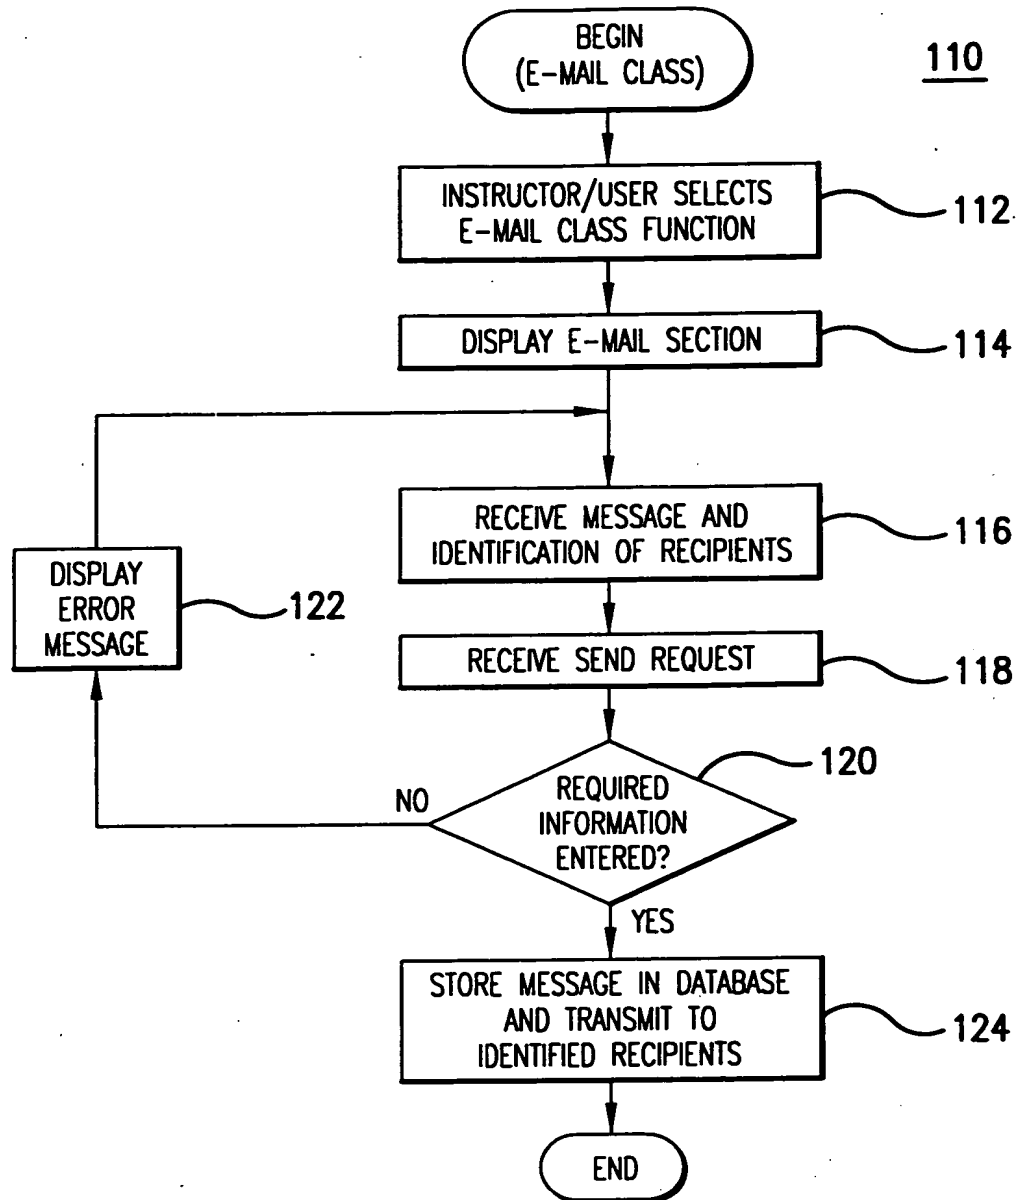 BEGIN
(E-MAIL CLASS)
110
INSTRUCTOR/USER SELECTS
E-MAIL CLASS FUNCTION
112
DISPLAY E-MAIL SECTION
114
RECEIVE MESSAGE AND
IDENTIFICATION OF RECIPIENTS
116
DISPLAY
ERROR
MESSAGE
122
RECEIVE SEND REQUEST
118
REQUIRED
INFORMATION
ENTERED?
120
NO
YES
STORE MESSAGE IN DATABASE
AND TRANSMIT TO
IDENTIFIED RECIPIENTS
124
END